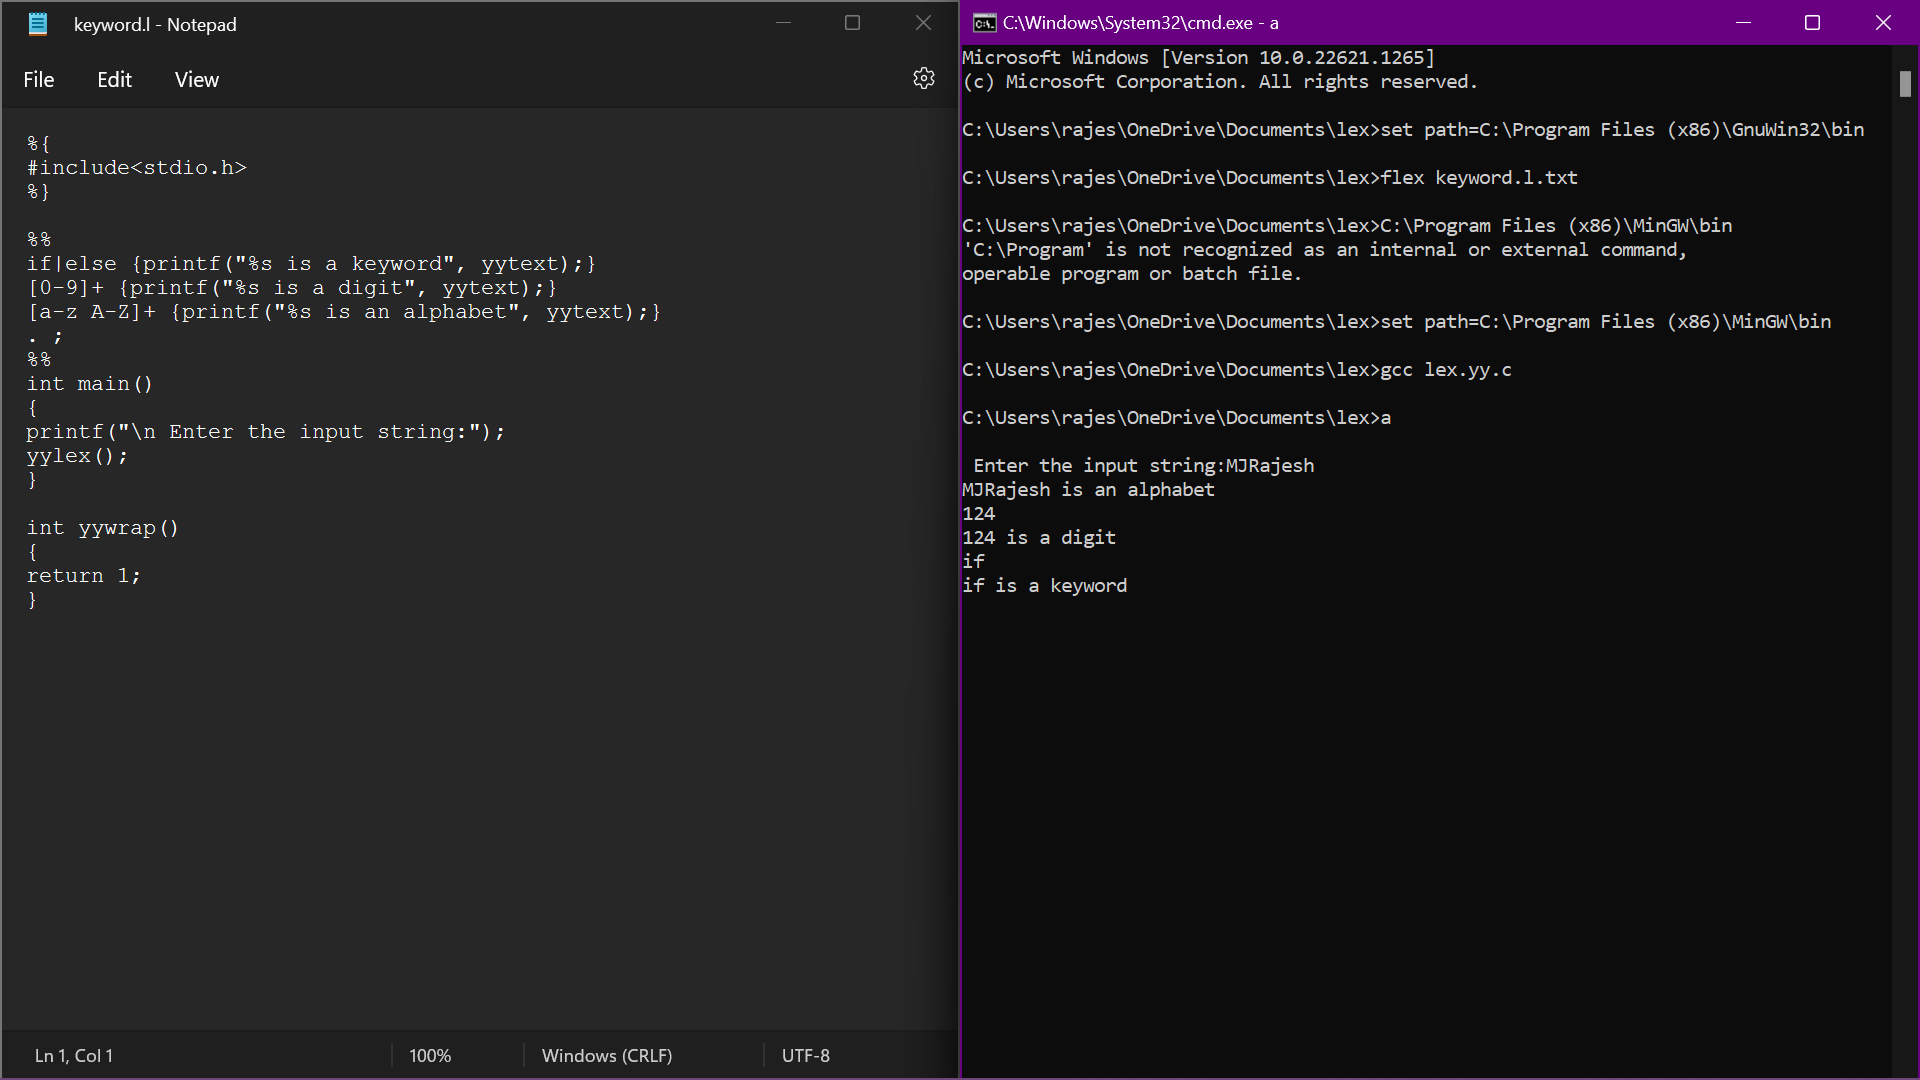 keyword.l - Notepad
File Edit View
%{
#include<stdio.h>
%}
%%
if|else {printf("%s is a keyword", yytext);}
[0-9]+ {printf("%s is a digit", yytext);}
[a-z A-Z]+ {printf("%s is an alphabet", yytext);}
. ;
%%
int main()
{
printf("\n Enter the input string:");
yylex();
}
int yywrap()
{
return 1;
}
Ln 1, Col 1 100% Windows (CRLF) UTF-8
C:\Windows\System32\cmd.exe - a
Microsoft Windows [Version 10.0.22621.1265]
(c) Microsoft Corporation. All rights reserved.
C:\Users\rajes\OneDrive\Documents\lex>set path=C:\Program Files (x86)\GnuWin32\bin
C:\Users\rajes\OneDrive\Documents\lex>flex keyword.l.txt
C:\Users\rajes\OneDrive\Documents\lex>C:\Program Files (x86)\MinGW\bin
'C:\Program' is not recognized as an internal or external command,
operable program or batch file.
C:\Users\rajes\OneDrive\Documents\lex>set path=C:\Program Files (x86)\MinGW\bin
C:\Users\rajes\OneDrive\Documents\lex>gcc lex.yy.c
C:\Users\rajes\OneDrive\Documents\lex>a
Enter the input string:MJRajesh
MJRajesh is an alphabet
124
124 is a digit
if
if is a keyword